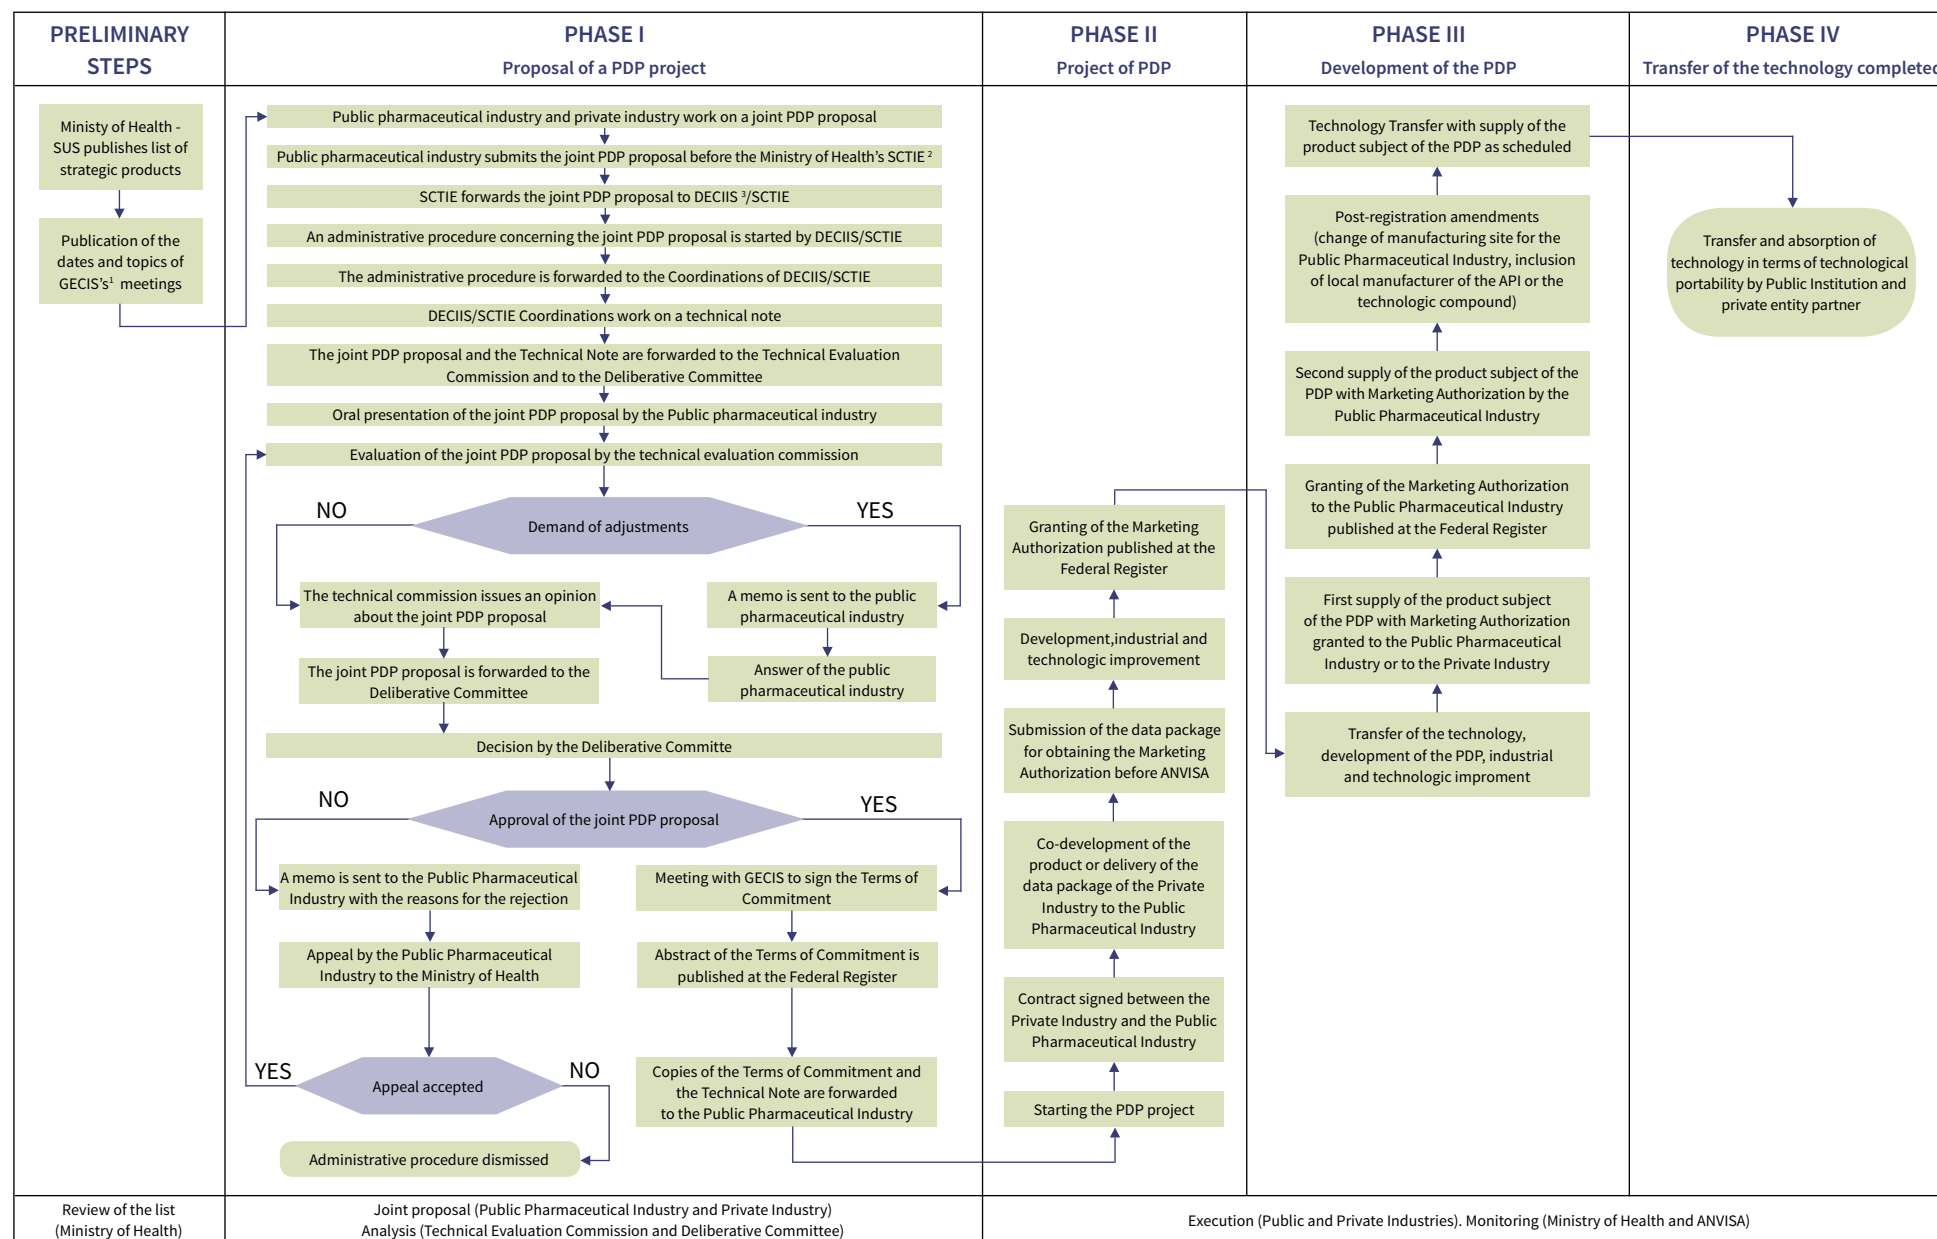 PRELIMINARY
STEPS
Ministy of Health -
SUS publishes list of
strategic products
Publication of the
dates and topics of
GECIS's¹ meetings
Review of the list
(Ministry of Health)
PHASE I
Proposal of a PDP project
Public pharmaceutical industry and private industry work on a joint PDP proposal
Public pharmaceutical industry submits the joint PDP proposal before the Ministry of Health's SCTIE ²
SCTIE forwards the joint PDP proposal to DECIIS ³/SCTIE
An administrative procedure concerning the joint PDP proposal is started by DECIIS/SCTIE
The administrative procedure is forwarded to the Coordinations of DECIIS/SCTIE
DECIIS/SCTIE Coordinations work on a technical note
The joint PDP proposal and the Technical Note are forwarded to the Technical Evaluation
Commission and to the Deliberative Committee
Oral presentation of the joint PDP proposal by the Public pharmaceutical industry
Evaluation of the joint PDP proposal by the technical evaluation commission
NO
Demand of adjustments
YES
The technical commission issues an opinion
about the joint PDP proposal
A memo is sent to the public
pharmaceutical industry
The joint PDP proposal is forwarded to the
Deliberative Committee
Answer of the public
pharmaceutical industry
Decision by the Deliberative Committe
NO
Approval of the joint PDP proposal
YES
A memo is sent to the Public Pharmaceutical
Industry with the reasons for the rejection
Meeting with GECIS to sign the Terms of
Commitment
Appeal by the Public Pharmaceutical
Industry to the Ministry of Health
Abstract of the Terms of Commitment is
published at the Federal Register
YES
Appeal accepted
NO
Copies of the Terms of Commitment and
the Technical Note are forwarded
to the Public Pharmaceutical Industry
Administrative procedure dismissed
Joint proposal (Public Pharmaceutical Industry and Private Industry)
Analysis (Technical Evaluation Commission and Deliberative Committee)
PHASE II
Project of PDP
Granting of the Marketing
Authorization published at the
Federal Register
Development,industrial and
technologic improvement
Submission of the data package
for obtaining the Marketing
Authorization before ANVISA
Co-development of the
product or delivery of the
data package of the Private
Industry to the Public
Pharmaceutical Industry
Contract signed between the
Private Industry and the Public
Pharmaceutical Industry
Starting the PDP project
PHASE III
Development of the PDP
Technology Transfer with supply of the
product subject of the PDP as scheduled
Post-registration amendments
(change of manufacturing site for the
Public Pharmaceutical Industry, inclusion
of local manufacturer of the API or the
technologic compound)
Second supply of the product subject of the
PDP with Marketing Authorization by the
Public Pharmaceutical Industry
Granting of the Marketing Authorization
to the Public Pharmaceutical Industry
published at the Federal Register
First supply of the product subject
of the PDP with Marketing Authorization
granted to the Public Pharmaceutical
Industry or to the Private Industry
Transfer of the technology,
development of the PDP, industrial
and technologic improment
PHASE IV
Transfer of the technology completed
Transfer and absorption of
technology in terms of technological
portability by Public Institution and
private entity partner
Execution (Public and Private Industries). Monitoring (Ministry of Health and ANVISA)